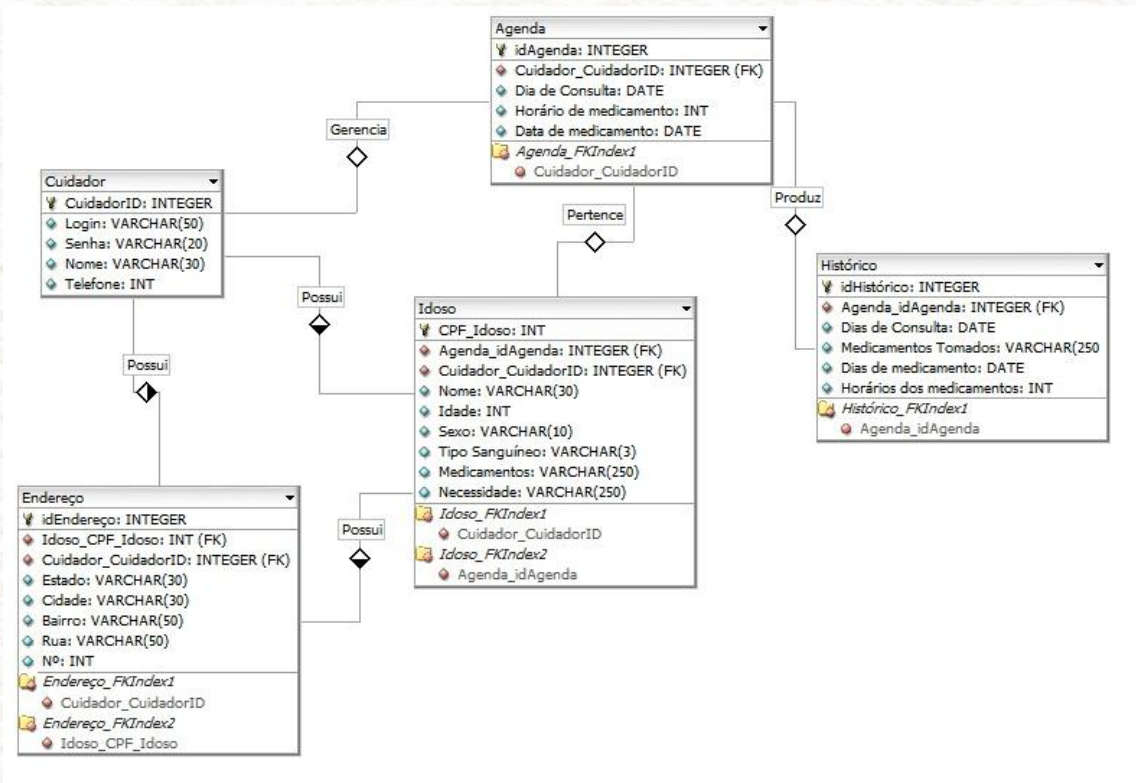 Agenda
idAgenda: INTEGER
Cuidador_CuidadorID: INTEGER (FK)
Dia de Consulta: DATE
Horário de medicamento: INT
Data de medicamento: DATE
Agenda_FKIndex1
Cuidador_CuidadorID
Gerencia
Cuidador
CuidadorID: INTEGER
Login: VARCHAR(50)
Senha: VARCHAR(20)
Nome: VARCHAR(30)
Telefone: INT
Pertence
Produz
Histórico
idHistórico: INTEGER
Agenda_idAgenda: INTEGER (FK)
Dias de Consulta: DATE
Medicamentos Tomados: VARCHAR(250
Dias de medicamento: DATE
Horários dos medicamentos: INT
Histórico_FKIndex1
Agenda_idAgenda
Possui
Idoso
CPF_Idoso: INT
Agenda_idAgenda: INTEGER (FK)
Cuidador_CuidadorID: INTEGER (FK)
Nome: VARCHAR(30)
Idade: INT
Sexo: VARCHAR(10)
Tipo Sanguíneo: VARCHAR(3)
Medicamentos: VARCHAR(250)
Necessidade: VARCHAR(250)
Idoso_FKIndex1
Cuidador_CuidadorID
Idoso_FKIndex2
Agenda_idAgenda
Possui
Endereço
idEndereço: INTEGER
Idoso_CPF_Idoso: INT (FK)
Cuidador_CuidadorID: INTEGER (FK)
Estado: VARCHAR(30)
Cidade: VARCHAR(30)
Bairro: VARCHAR(50)
Rua: VARCHAR(50)
Nº: INT
Endereço_FKIndex1
Cuidador_CuidadorID
Endereço_FKIndex2
Idoso_CPF_Idoso
Possui